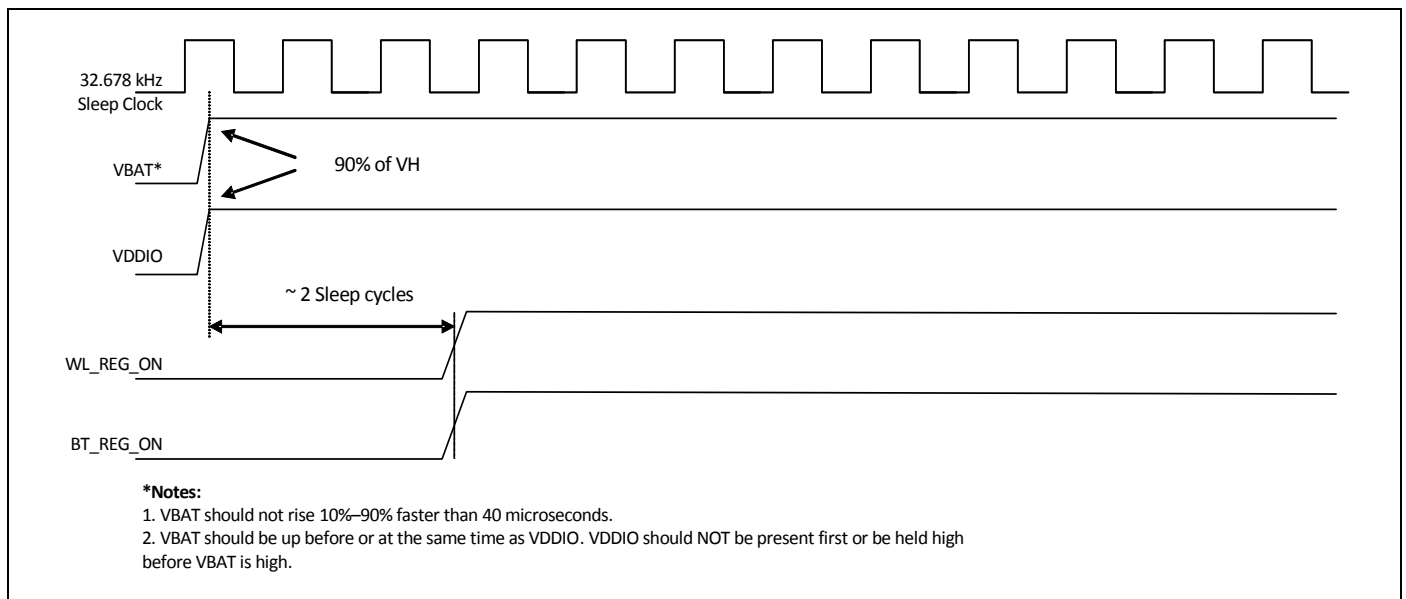 32.678 kHz
Sleep Clock
VBAT*
90% of VH
VDDIO
~ 2 Sleep cycles
WL_REG_ON
BT_REG_ON
*Notes:
1. VBAT should not rise 10%–90% faster than 40 microseconds.
2. VBAT should be up before or at the same time as VDDIO. VDDIO should NOT be present first or be held high
before VBAT is high.